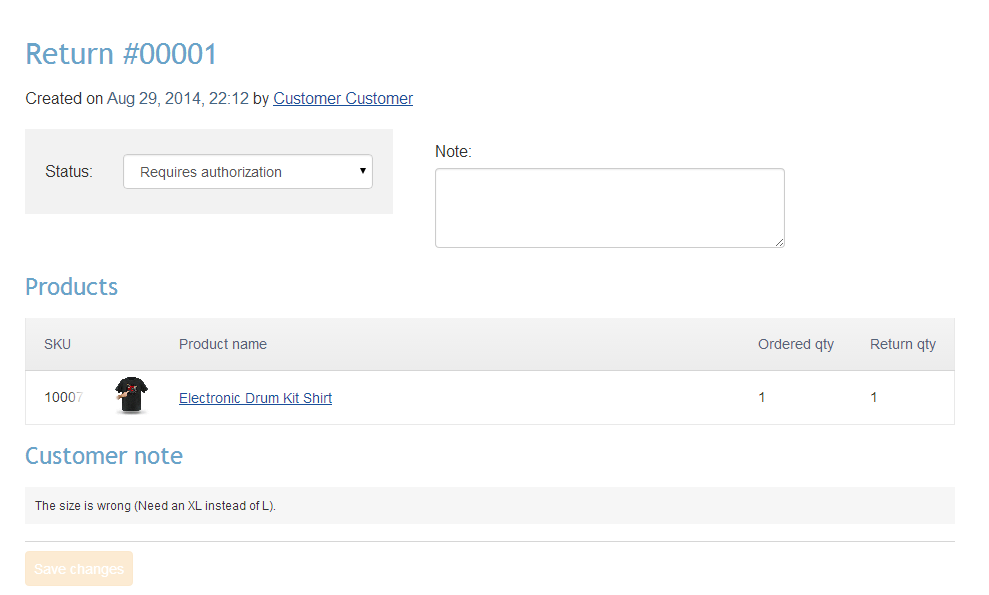 Return #00001
Created on Aug 29, 2014, 22:12 by Customer Customer
Status: Requires authorization
Note:
Products
SKU Product name Ordered qty Return qty
10007 Electronic Drum Kit Shirt 1 1
Customer note
The size is wrong (Need an XL instead of L).
Save changes